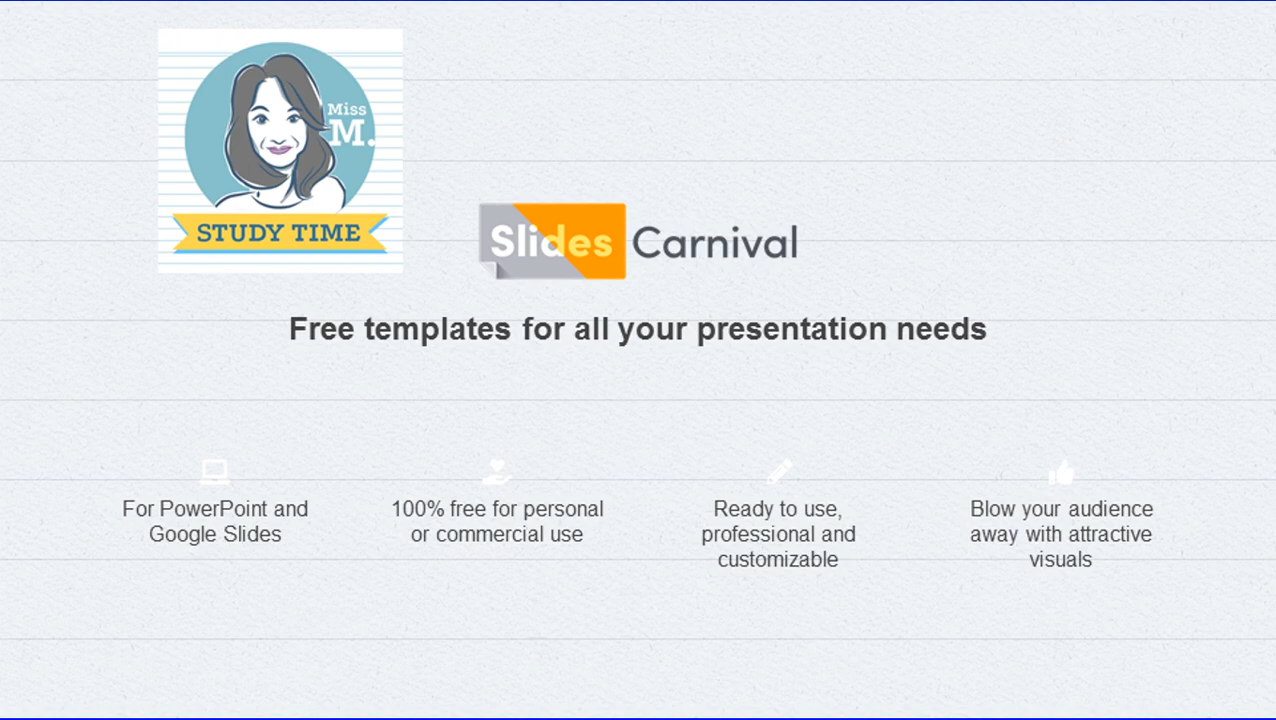 Miss
M.
STUDY TIME
Slides Carnival
Free templates for all your presentation needs
For PowerPoint and
Google Slides
100% free for personal
or commercial use
Ready to use,
professional and
customizable
Blow your audience
away with attractive
visuals